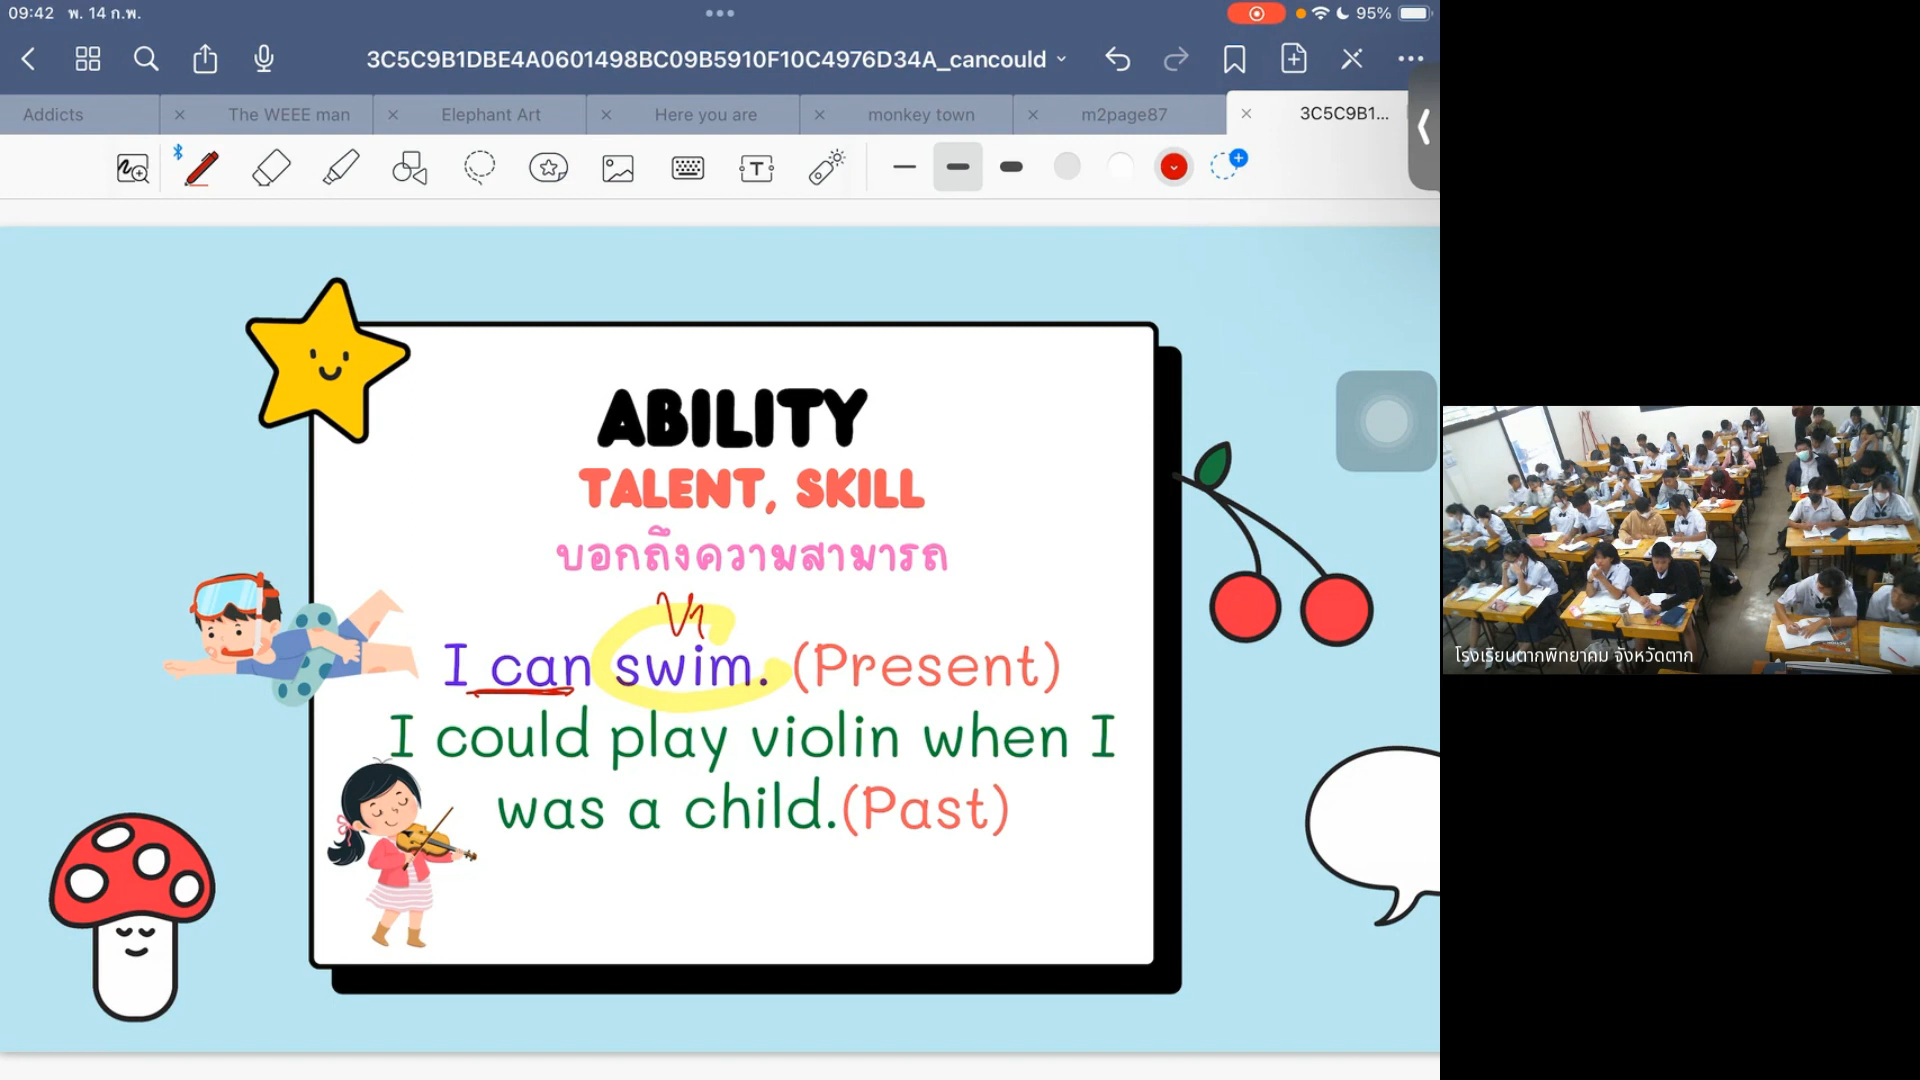 09:42 พ. 14 ก.พ.
95%
3C5C9B1DBE4A0601498BC09B5910F10C4976D34A_cancould
Addicts
The WEEE man
Elephant Art
Here you are
monkey town
m2page87
3C5C9B1...
ABILITY
TALENT, SKILL
บอกถึงความสามารถ
V1
I can swim. (Present)
I could play violin when I
was a child.(Past)
โรงเรียนตากพิทยาคม จังหวัดตาก